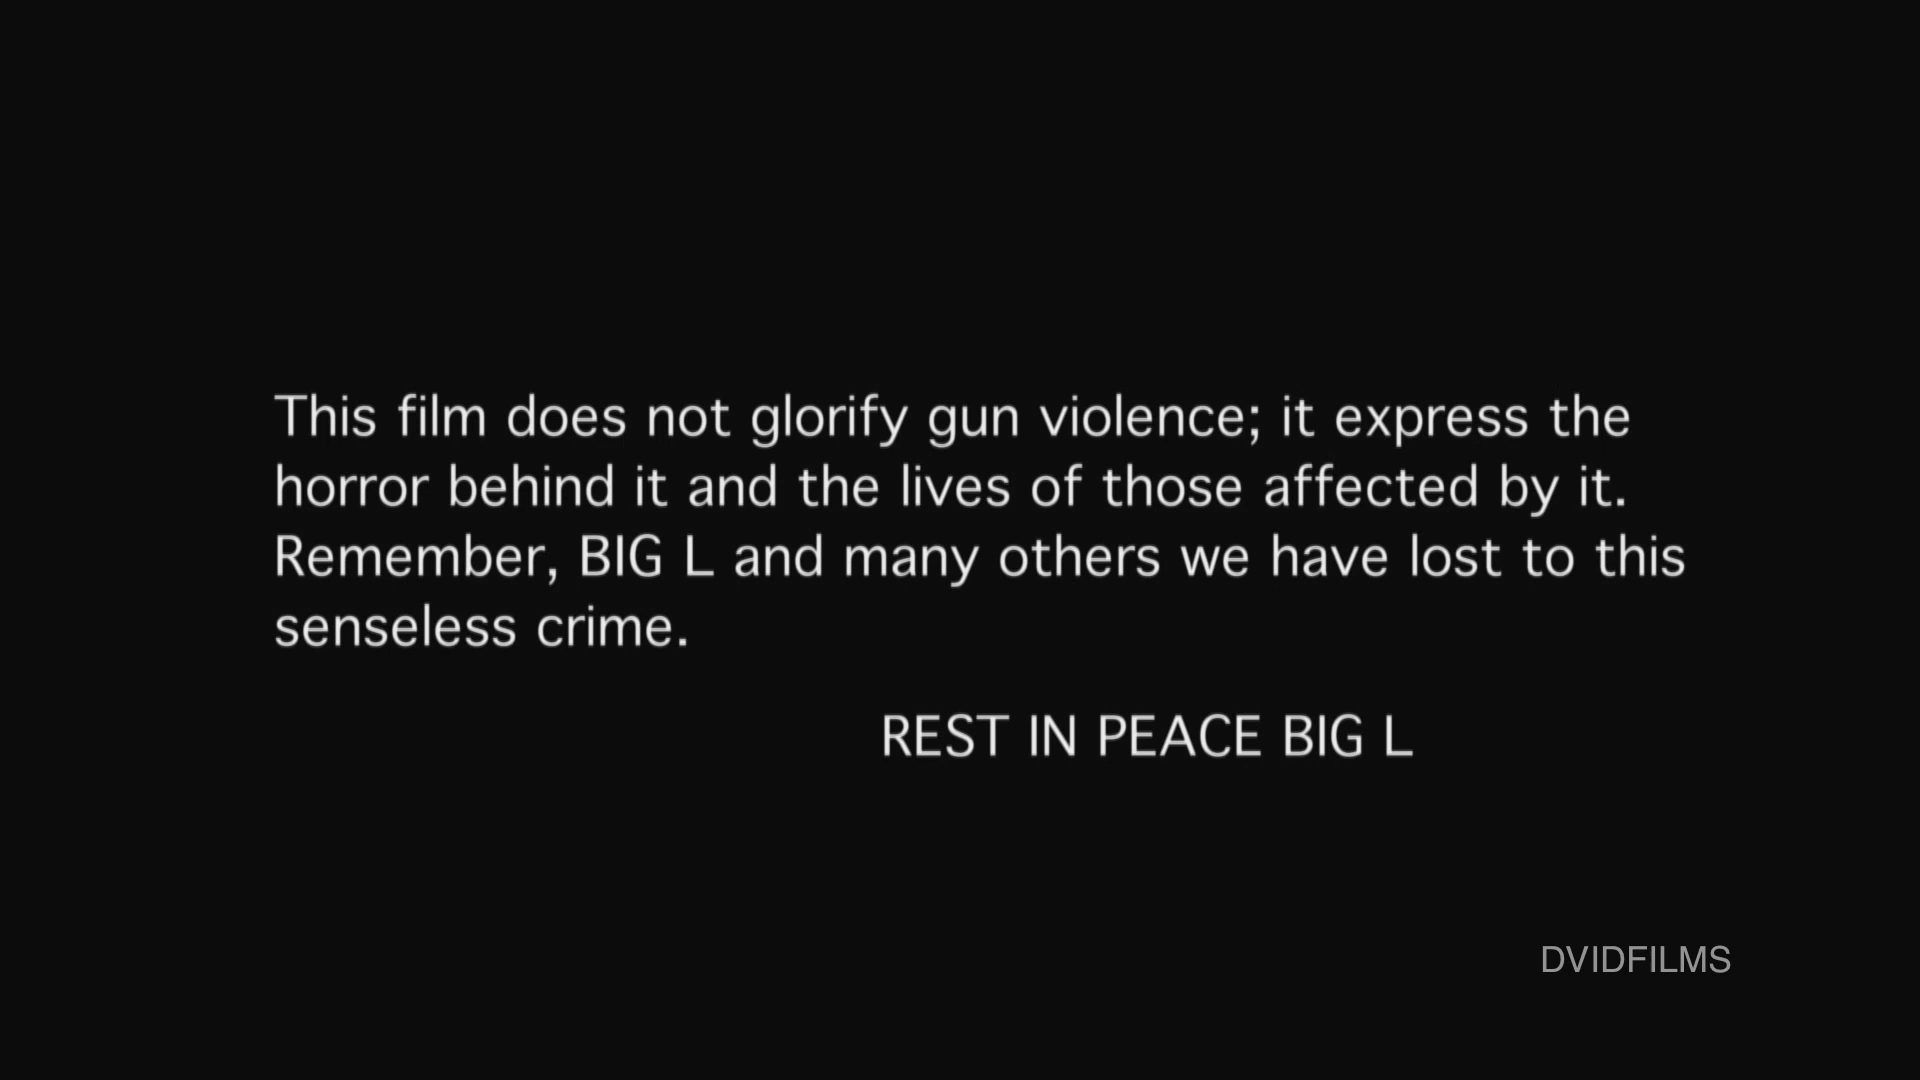 This film does not glorify gun violence; it express the
horror behind it and the lives of those affected by it.
Remember, BIG L and many others we have lost to this
senseless crime.
REST IN PEACE BIG L
DVIDFILMS